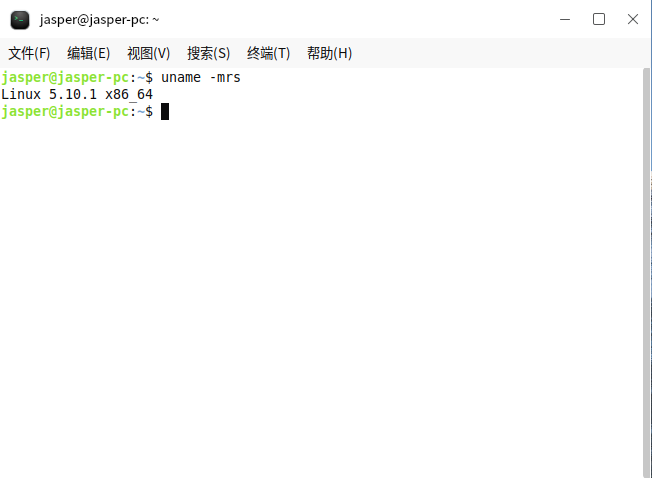 jasper@jasper-pc: ~
文件(F) 编辑(E) 视图(V) 搜索(S) 终端(T) 帮助(H)
jasper@jasper-pc:~$ uname -mrs
Linux 5.10.1 x86_64
jasper@jasper-pc:~$